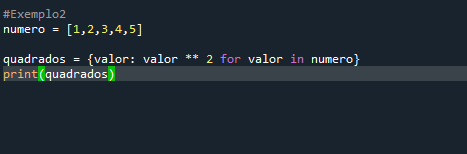 #Exemplo2
numero = [1,2,3,4,5]
quadrados = {valor: valor ** 2 for valor in numero}
print(quadrados)